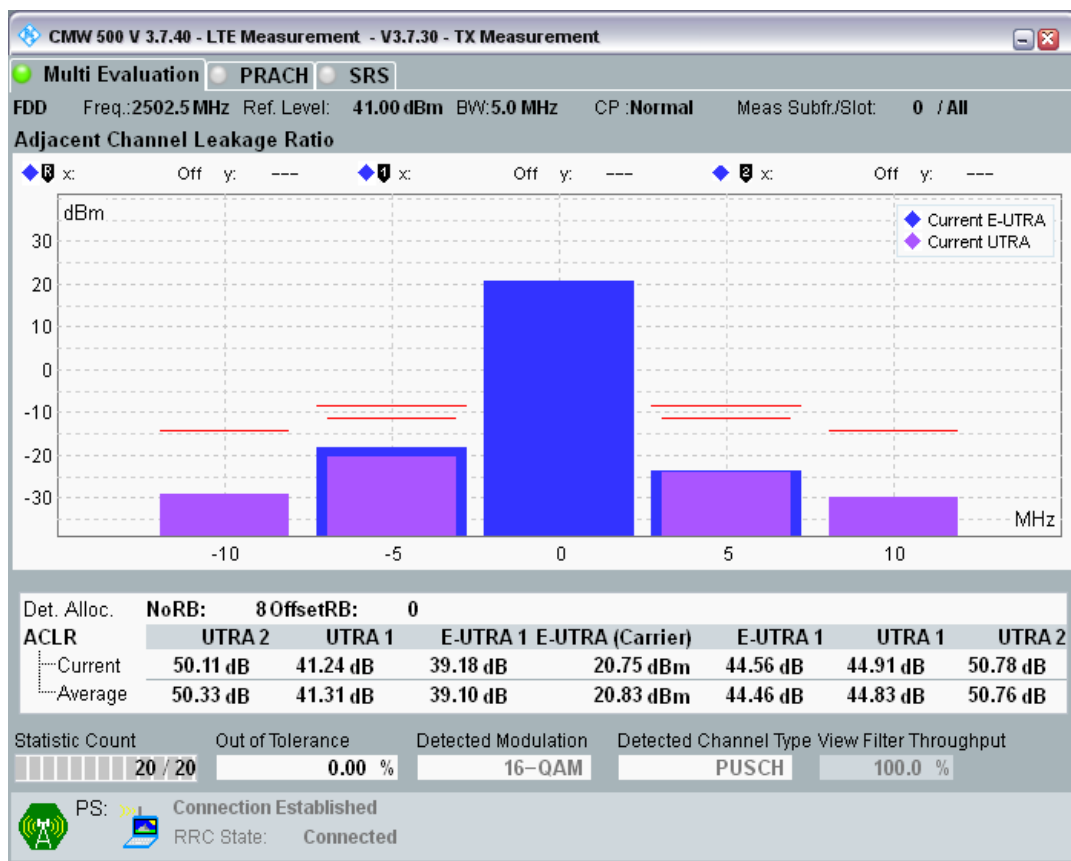 CMW 500 V 3.7.40 - LTE Measurement - V3.7.30 - TX Measurement
Multi Evaluation PRACH SRS
FDD Freq.:2502.5 MHz Ref. Level: 41.00 dBm BW:5.0 MHz CP :Normal Meas Subfr./Slot: 0 / All
Adjacent Channel Leakage Ratio
R x: Off y: --- 1 x: Off y: --- 2 x: Off y: ---
dBm
Current E-UTRA
Current UTRA
30
20
10
0
-10
-20
-30
MHz
-10 -5 0 5 10
Det. Alloc. NoRB: 8 OffsetRB: 0
ACLR UTRA 2 UTRA 1 E-UTRA 1 E-UTRA (Carrier) E-UTRA 1 UTRA 1 UTRA 2
Current 50.11 dB 41.24 dB 39.18 dB 20.75 dBm 44.56 dB 44.91 dB 50.78 dB
Average 50.33 dB 41.31 dB 39.10 dB 20.83 dBm 44.46 dB 44.83 dB 50.76 dB
Statistic Count Out of Tolerance Detected Modulation Detected Channel Type View Filter Throughput
20 / 20 0.00 % 16-QAM PUSCH 100.0 %
PS: Connection Established
RRC State: Connected